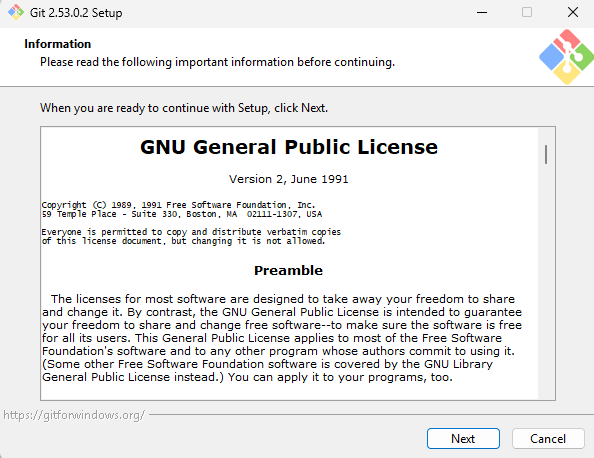 Git 2.53.0.2 Setup
Information
Please read the following important information before continuing.
When you are ready to continue with Setup, click Next.
GNU General Public License
Version 2, June 1991
Copyright (C) 1989, 1991 Free Software Foundation, Inc.
59 Temple Place - Suite 330, Boston, MA  02111-1307, USA
Everyone is permitted to copy and distribute verbatim copies
of this license document, but changing it is not allowed.
Preamble
The licenses for most software are designed to take away your freedom to share
and change it. By contrast, the GNU General Public License is intended to guarantee
your freedom to share and change free software--to make sure the software is free
for all its users. This General Public License applies to most of the Free Software
Foundation's software and to any other program whose authors commit to using it.
(Some other Free Software Foundation software is covered by the GNU Library
General Public License instead.) You can apply it to your programs, too.
https://gitforwindows.org/
Next
Cancel